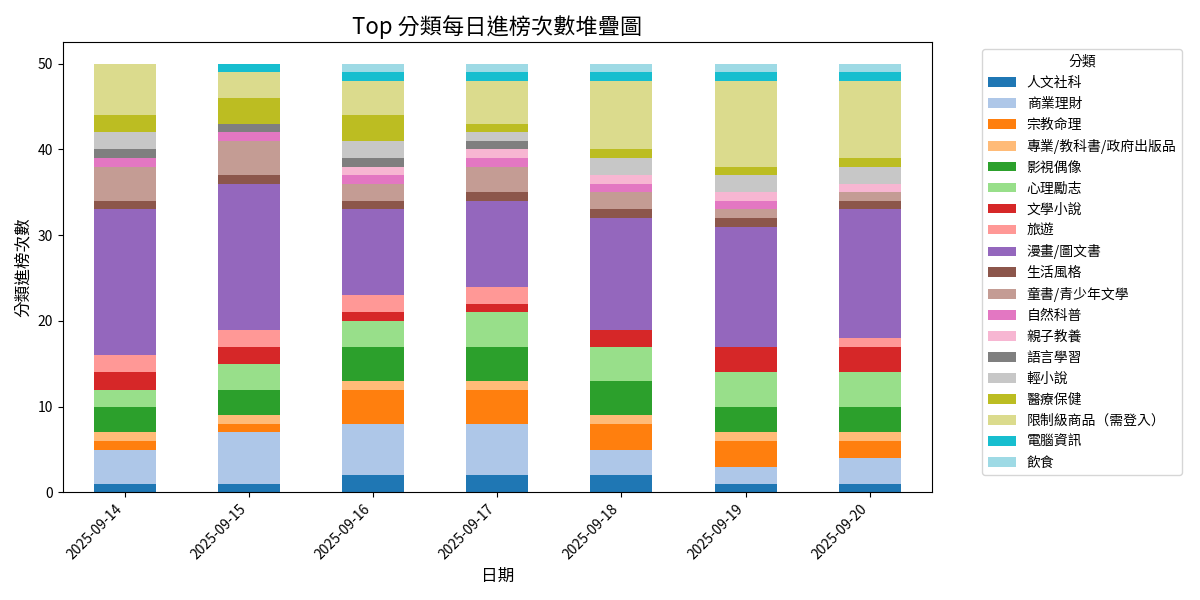 Top 分類每日進榜次數堆疊圖
分類進榜次數
50
40
30
20
10
0
2025-09-14
2025-09-15
2025-09-16
2025-09-17
2025-09-18
2025-09-19
2025-09-20
日期
分類
人文社科
商業理財
宗教命理
專業/教科書/政府出版品
影視偶像
心理勵志
文學小說
旅遊
漫畫/圖文書
生活風格
童書/青少年文學
自然科普
親子教養
語言學習
輕小說
醫療保健
限制級商品（需登入）
電腦資訊
飲食